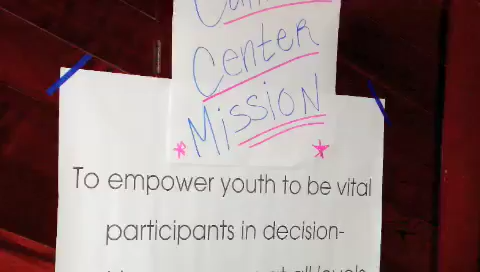 Center
Mission
To empower youth to be vital
participants in decision-